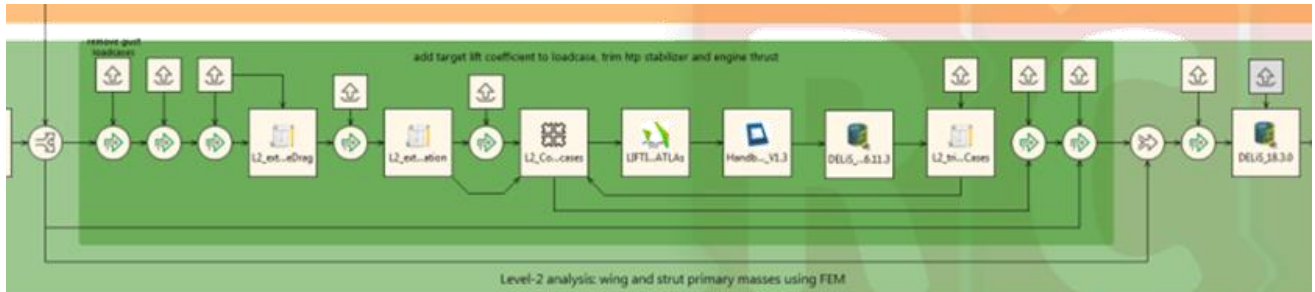 remove gust
loadcases
add target lift coefficient to loadcase, trim htp stabilizer and engine thrust
L2_ext...eDrag
L2_ext...ation
L2_Co...cases
LIFTI...ATLAs
Handb..._V1.3
DELiS_...6.11.3
L2_tri...Cases
DELiS_18.3.0
Level-2 analysis: wing and strut primary masses using FEM